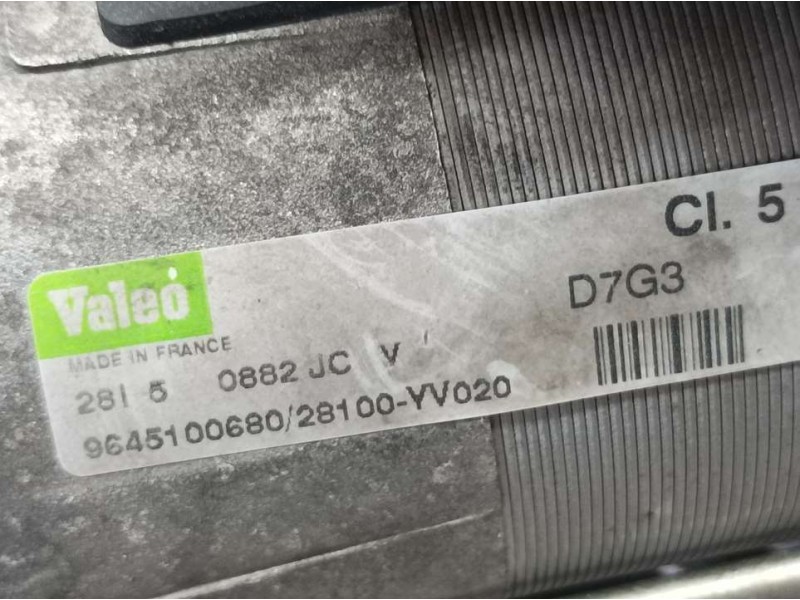 Cl. 5
Valeo
D7G3
MADE IN FRANCE
28I 5 0882 JC V
9645100680/28100-YV020